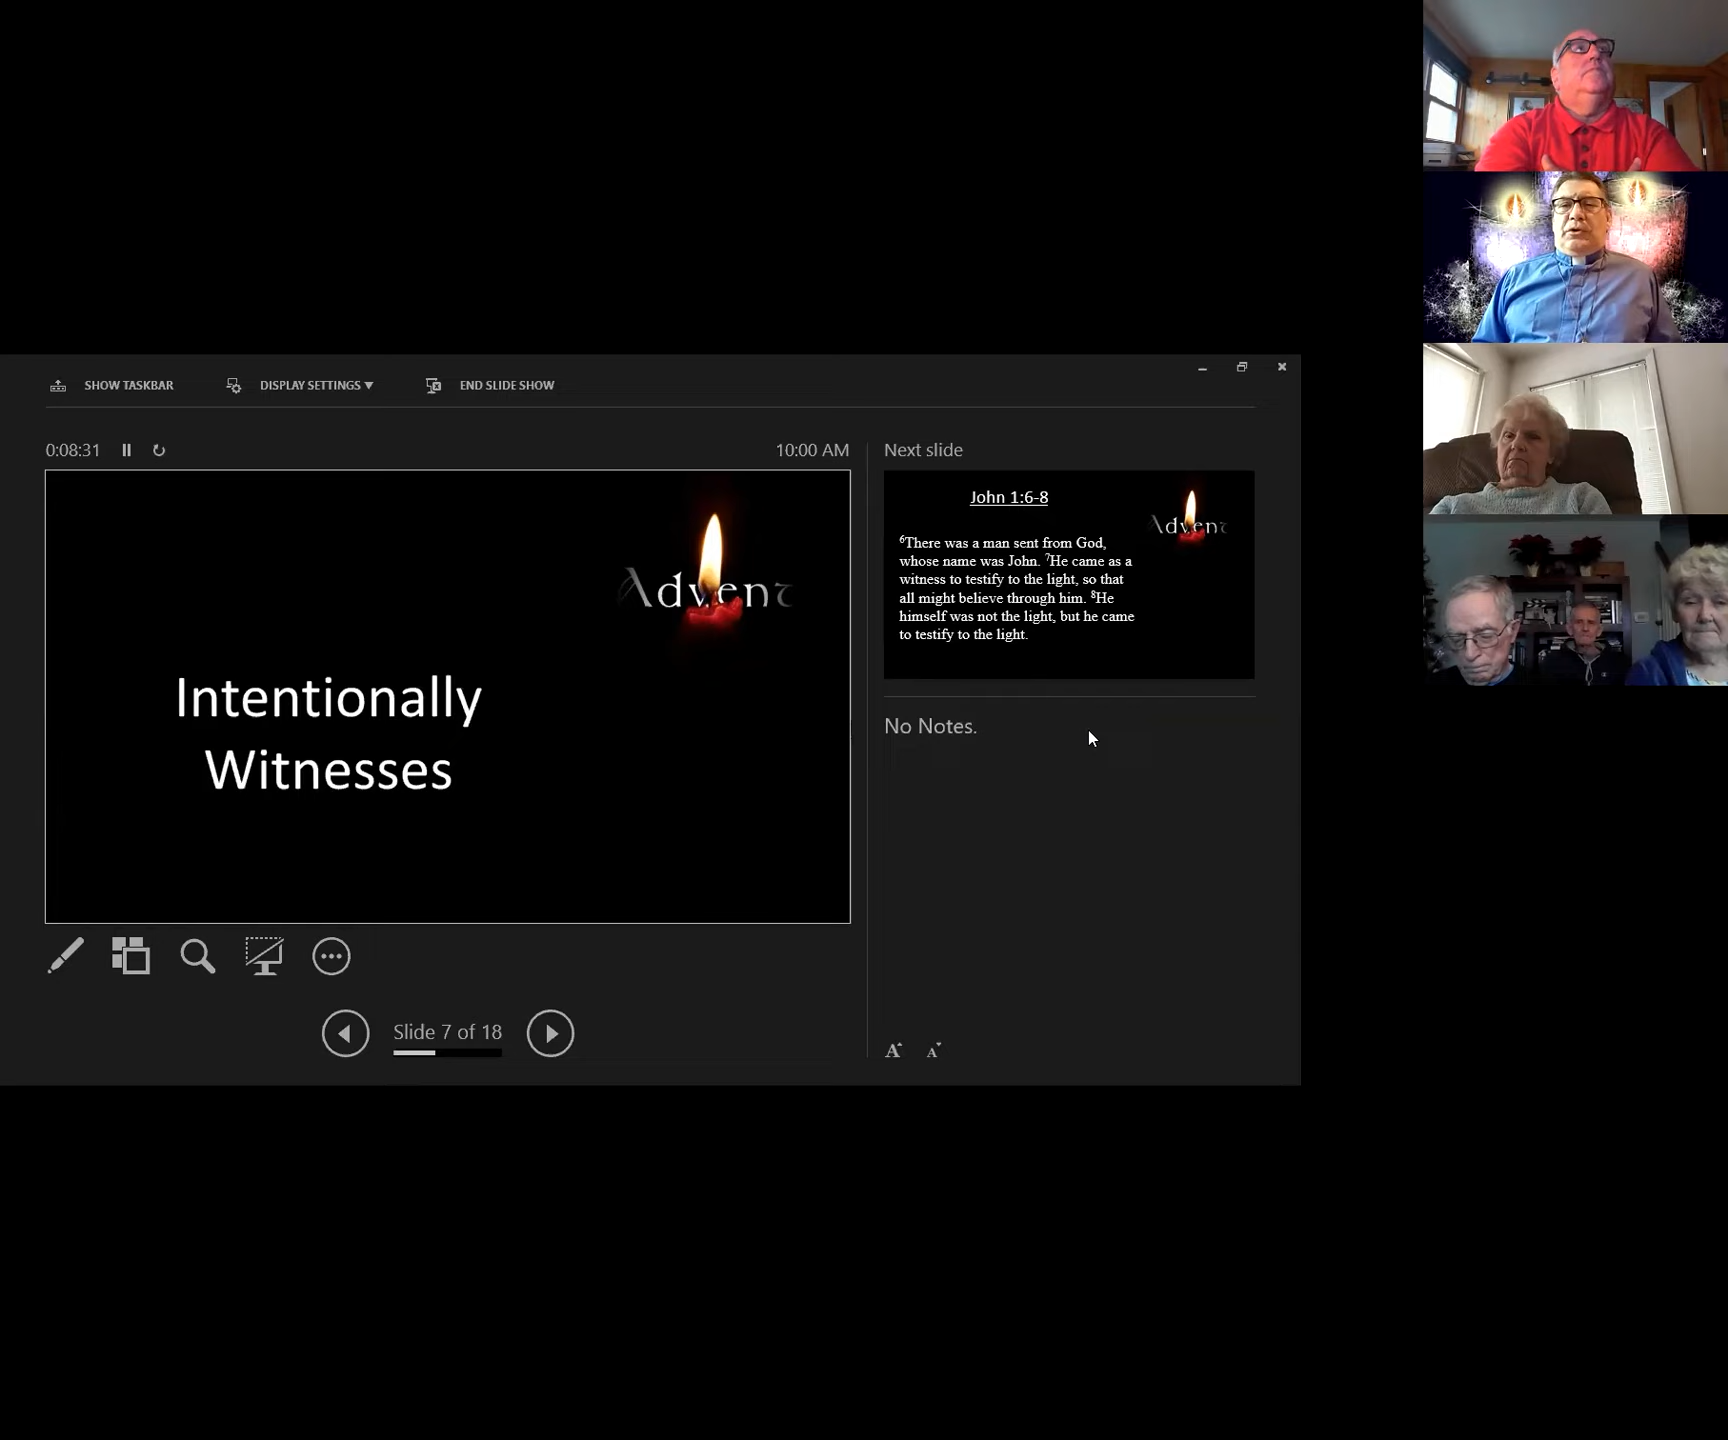 SHOW TASKBAR
DISPLAY SETTINGS ▼
END SLIDE SHOW
0:08:31
10:00 AM
Advent
Intentionally
Witnesses
Slide 7 of 18
Next slide
John 1:6-8
Advent
⁶There was a man sent from God,
whose name was John. ⁷He came as a
witness to testify to the light, so that
all might believe through him. ⁸He
himself was not the light, but he came
to testify to the light.
No Notes.
A A